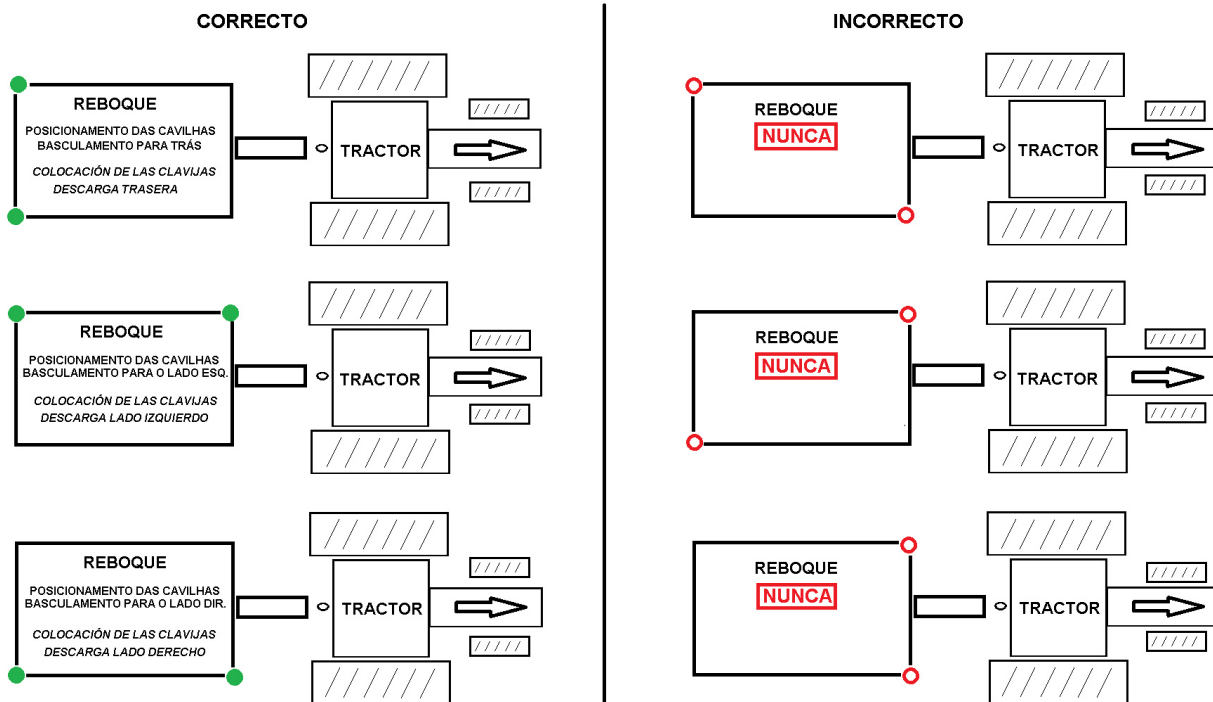 CORRECTO
INCORRECTO
REBOQUE
POSICIONAMENTO DAS CAVILHAS
BASCULAMENTO PARA TRÁS
COLOCACIÓN DE LAS CLAVIJAS
DESCARGA TRASERA
TRACTOR
REBOQUE
NUNCA
TRACTOR
REBOQUE
POSICIONAMENTO DAS CAVILHAS
BASCULAMENTO PARA O LADO ESQ.
COLOCACIÓN DE LAS CLAVIJAS
DESCARGA LADO IZQUIERDO
TRACTOR
REBOQUE
NUNCA
TRACTOR
REBOQUE
POSICIONAMENTO DAS CAVILHAS
BASCULAMENTO PARA O LADO DIR.
COLOCACIÓN DE LAS CLAVIJAS
DESCARGA LADO DERECHO
TRACTOR
REBOQUE
NUNCA
TRACTOR